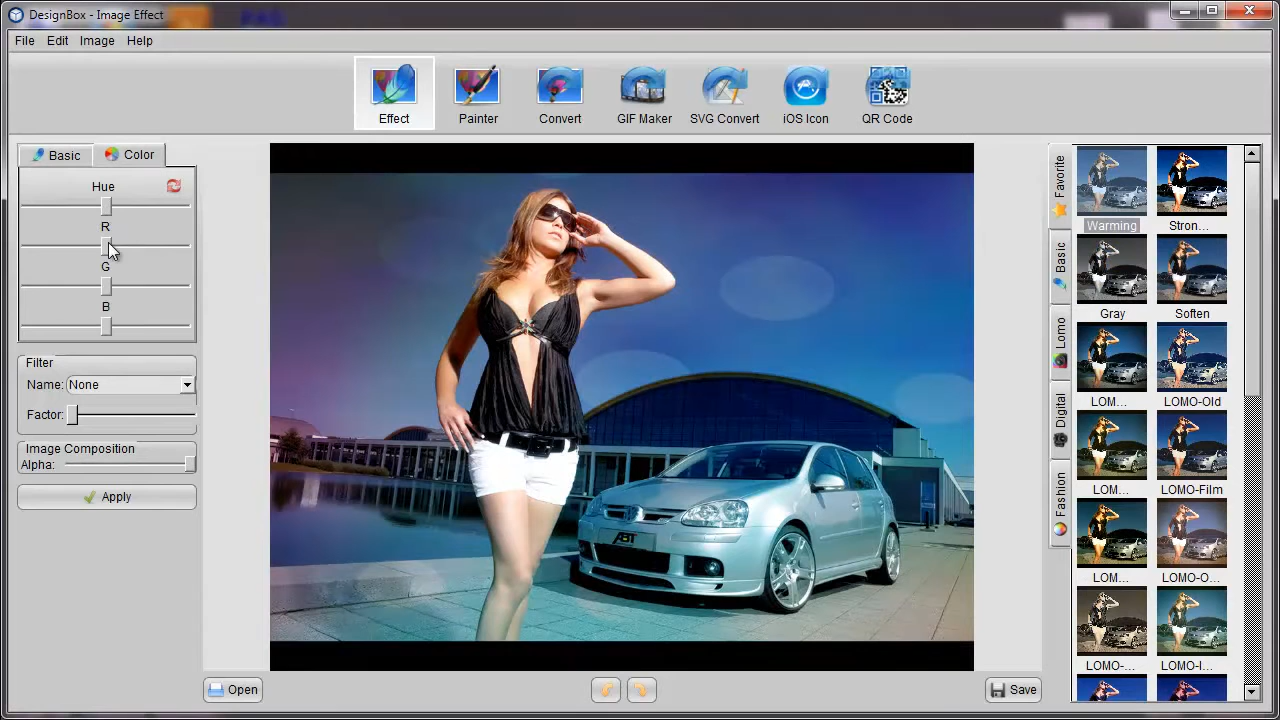 DesignBox - Image Effect
File Edit Image Help
Effect Painter Convert GIF Maker SVG Convert iOS Icon QR Code
Basic Color
Hue
R
G
B
Filter
Name: None
Factor:
Image Composition
Alpha:
Apply
ABT
Open
Save
Favorite
Basic
Lomo
Digital
Fashion
Warming Stron...
Gray Soften
LOM... LOMO-Old
LOM... LOMO-Film
LOM... LOMO-O...
LOMO-... LOMO-I...